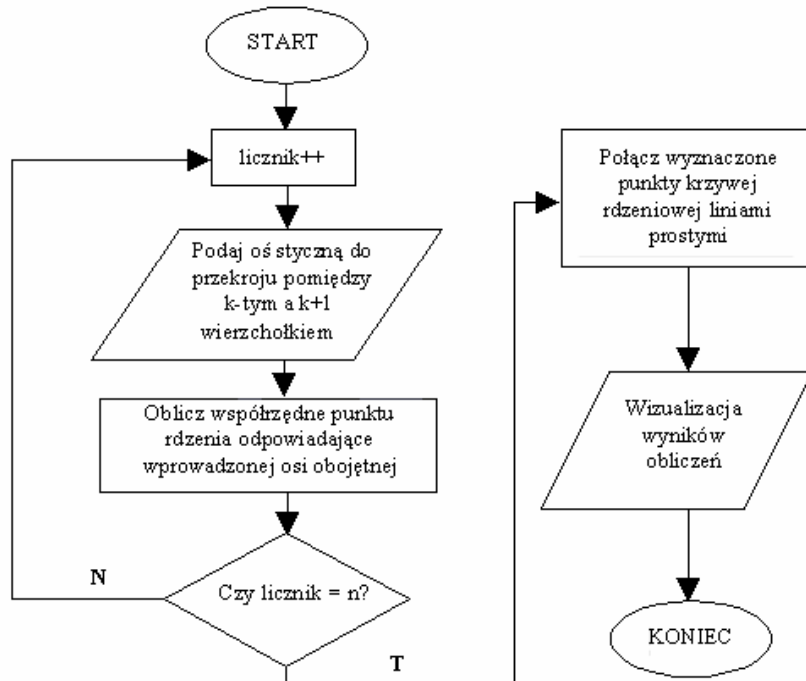 START
licznik++
Podaj oś styczną do
przekroju pomiędzy
k-tym a k+1
wierzchołkiem
Oblicz współrzędne punktu
rdzenia odpowiadające
wprowadzonej osi obojętnej
Czy licznik = n?
N
T
Połącz wyznaczone
punkty krzywej
rdzeniowej liniami
prostymi
Wizualizacja
wyników
obliczeń
KONIEC